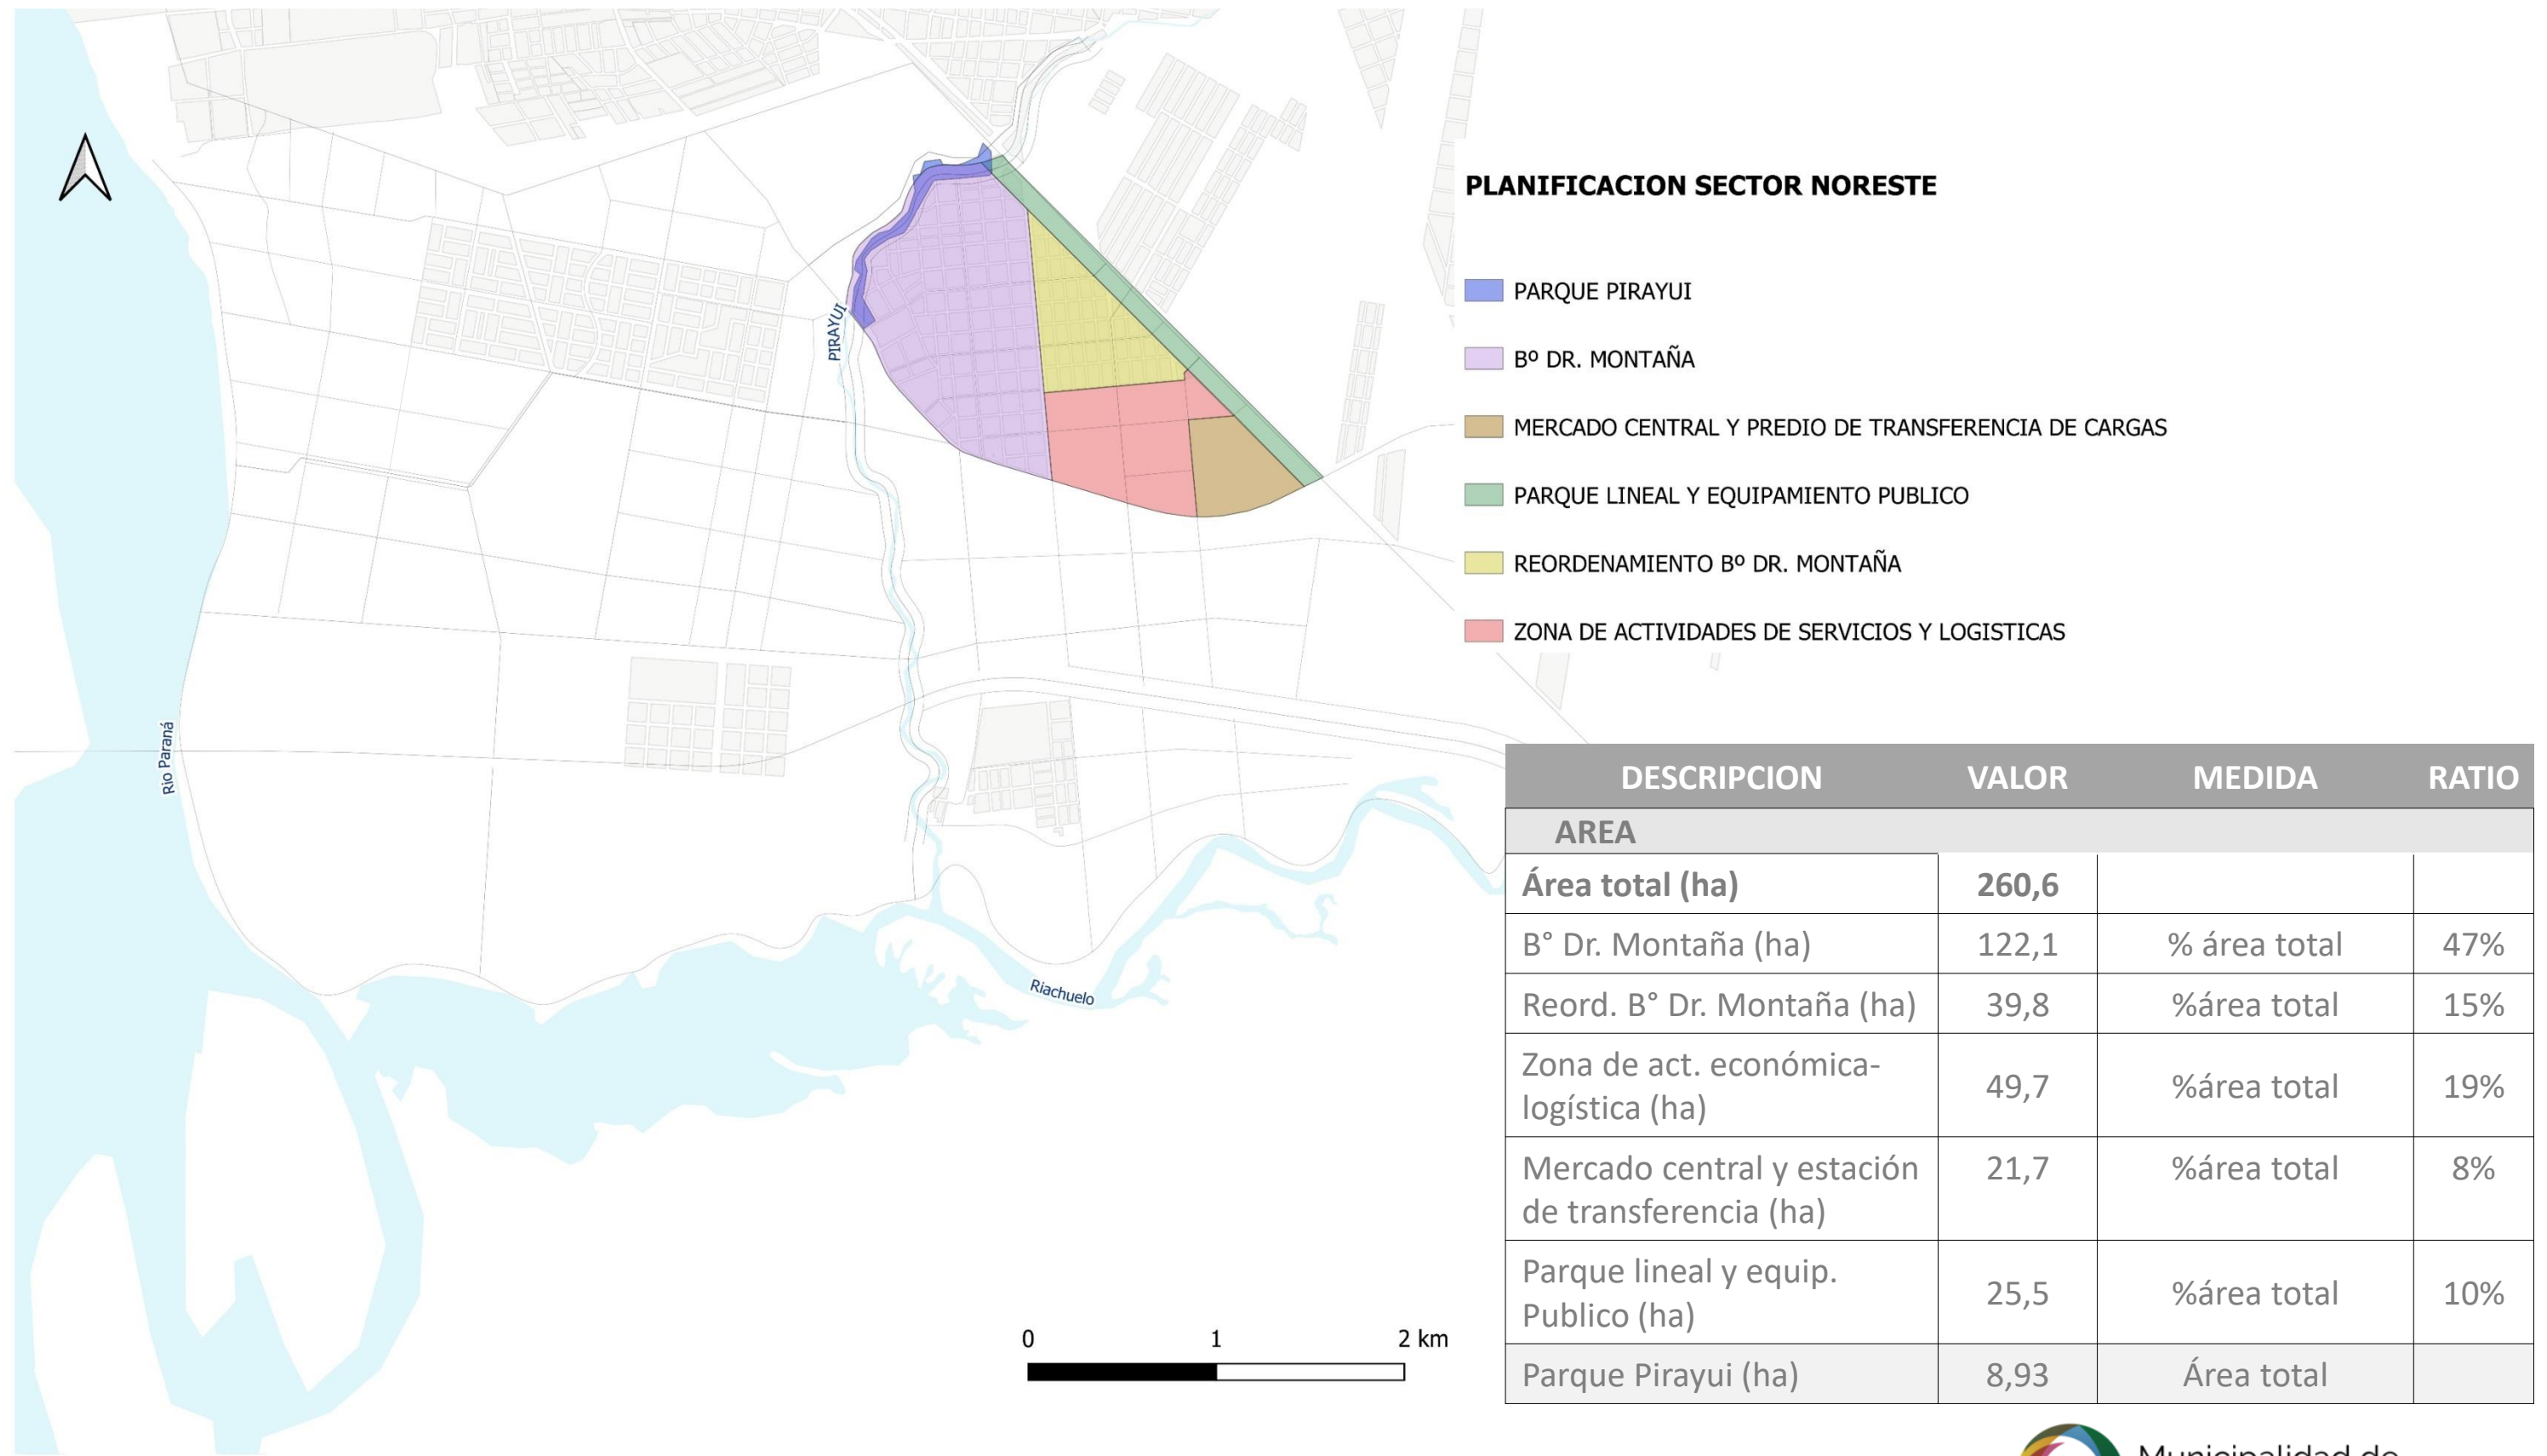 PLANIFICACION SECTOR NORESTE
PARQUE PIRAYUI
Bº DR. MONTAÑA
MERCADO CENTRAL Y PREDIO DE TRANSFERENCIA DE CARGAS
PARQUE LINEAL Y EQUIPAMIENTO PUBLICO
REORDENAMIENTO Bº DR. MONTAÑA
ZONA DE ACTIVIDADES DE SERVICIOS Y LOGISTICAS
PIRAYUI
Rio Paraná
Riachuelo
0 1 2 km
DESCRIPCION VALOR MEDIDA RATIO
AREA
Área total (ha) 260,6
B° Dr. Montaña (ha) 122,1 % área total 47%
Reord. B° Dr. Montaña (ha) 39,8 %área total 15%
Zona de act. económica-
logística (ha) 49,7 %área total 19%
Mercado central y estación
de transferencia (ha) 21,7 %área total 8%
Parque lineal y equip.
Publico (ha) 25,5 %área total 10%
Parque Pirayui (ha) 8,93 Área total
Municipalidad de